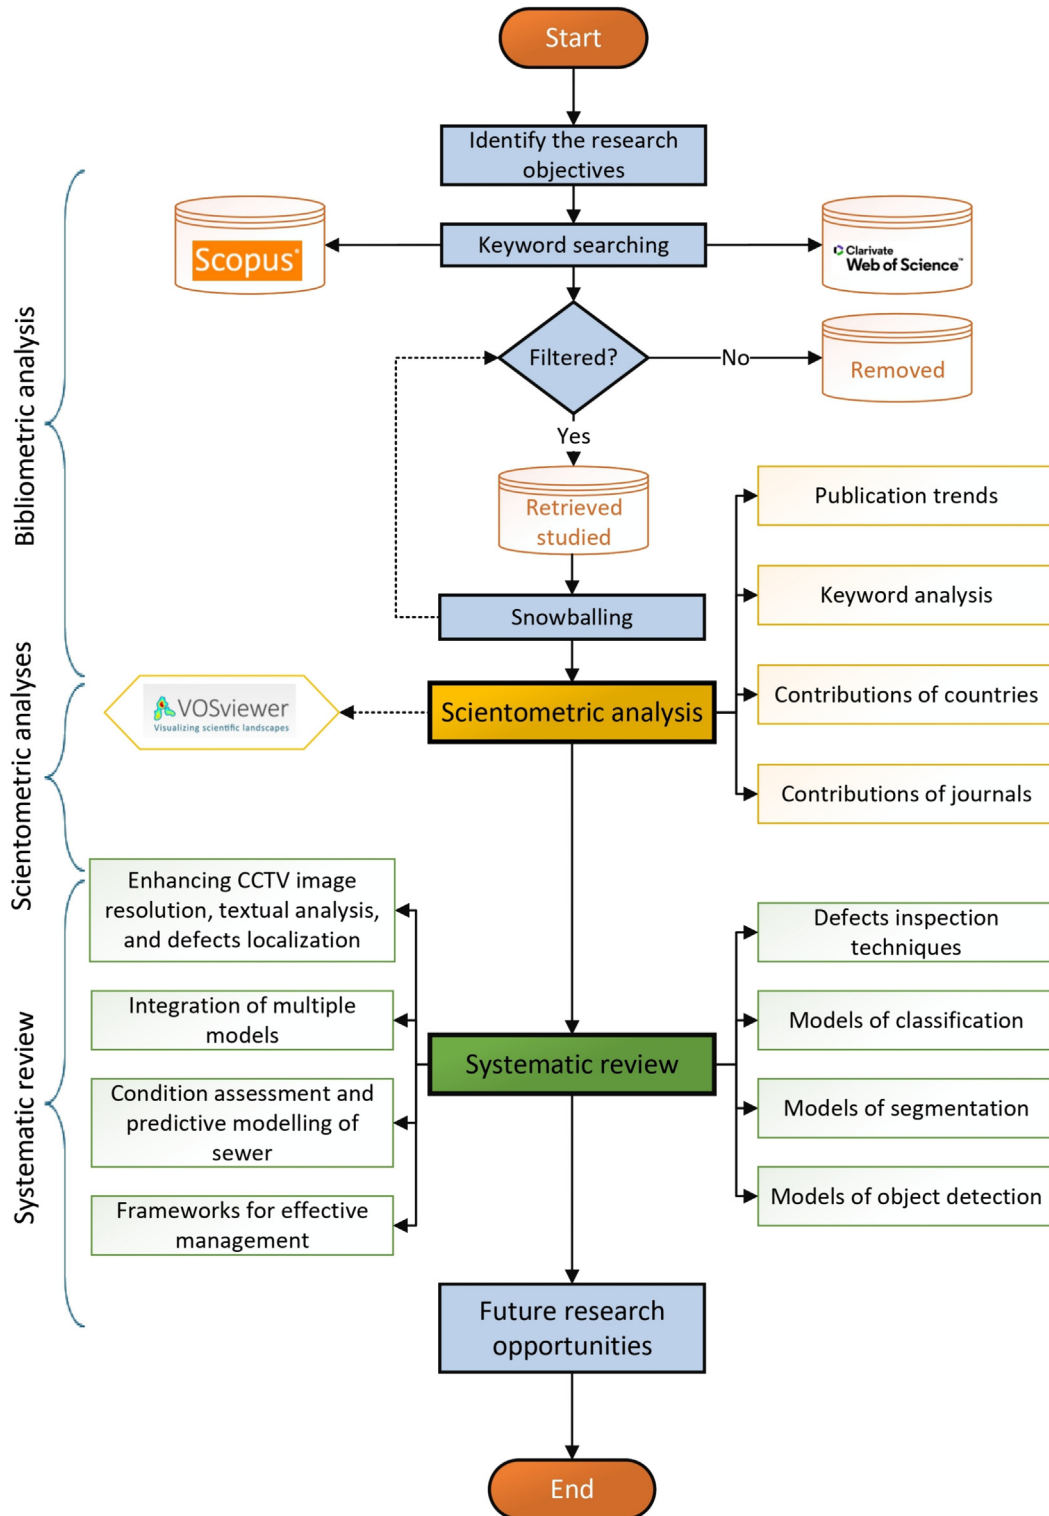 Start
Identify the research
objectives
Keyword searching
Scopus®
Clarivate
Web of Science™
Filtered?
No
Removed
Yes
Retrieved
studied
Snowballing
Bibliometric analysis
Publication trends
Keyword analysis
Contributions of countries
Contributions of journals
Scientometric analysis
VOSviewer
Visualizing scientific landscapes
Scientometric analyses
Enhancing CCTV image
resolution, textual analysis,
and defects localization
Integration of multiple
models
Condition assessment and
predictive modelling of
sewer
Frameworks for effective
management
Systematic review
Defects inspection
techniques
Models of classification
Models of segmentation
Models of object detection
Systematic review
Future research
opportunities
End